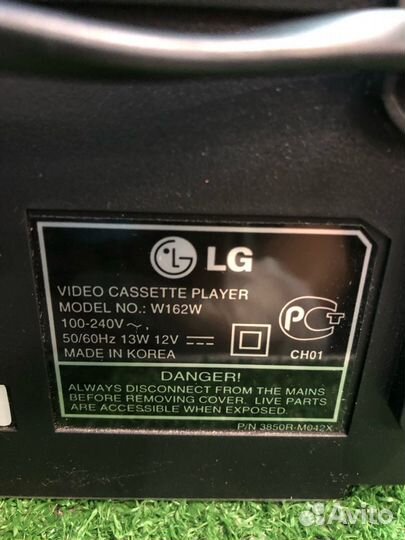 LG
VIDEO CASSETTE PLAYER
MODEL NO.: W162W
100-240V~,
50/60Hz 13W 12V ⎓
MADE IN KOREA
РСТ
CH01
DANGER!
ALWAYS DISCONNECT FROM THE MAINS
BEFORE REMOVING COVER. LIVE PARTS
ARE ACCESSIBLE WHEN EXPOSED.
P/N 3850R-M042X
Avito